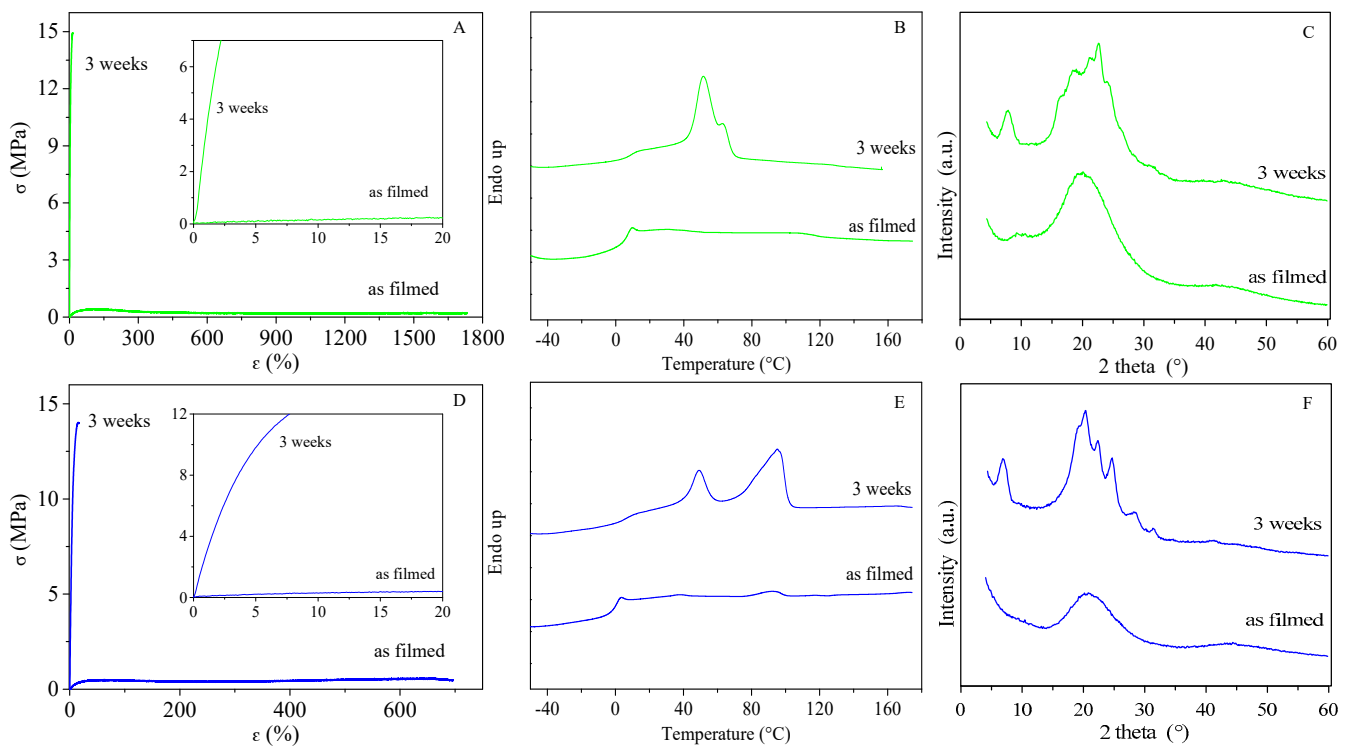 A
15
12
9
6
3
0
σ (MPa)
3 weeks
6
4
2
0
3 weeks
as filmed
0 5 10 15 20
as filmed
0 300 600 900 1200 1500 1800
ε (%)
B
Endo up
3 weeks
as filmed
-40 0 40 80 120 160
Temperature (°C)
C
Intensity (a.u.)
3 weeks
as filmed
0 10 20 30 40 50 60
2 theta (°)
D
15
10
5
0
σ (MPa)
3 weeks
12
8
4
0
3 weeks
as filmed
0 5 10 15 20
as filmed
0 200 400 600
ε (%)
E
Endo up
3 weeks
as filmed
-40 0 40 80 120 160
Temperature (°C)
F
Intensity (a.u.)
3 weeks
as filmed
0 10 20 30 40 50 60
2 theta (°)